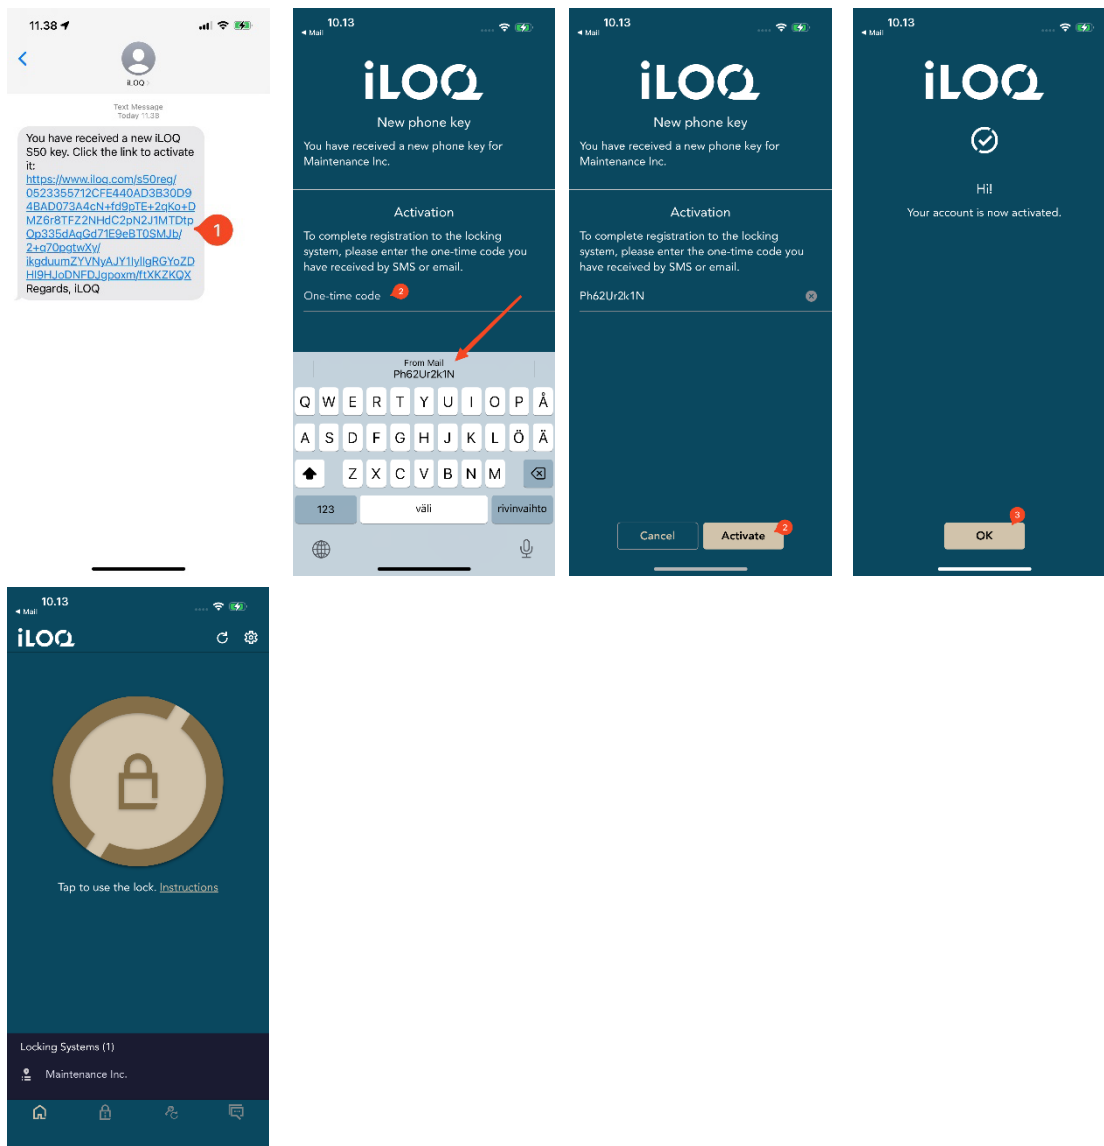 11.38
iLOQ
Text Message
Today 11.38
You have received a new iLOQ
S50 key. Click the link to activate
it:
https://www.iloq.com/s50reg/
0523355712CFE440AD3B30D9
4BAD073A4cN+fd9pTE+2qKo+D
MZ6r8TFZ2NHdC2pN2J1MTDtp
Op335dAqGd71E9eBT0SMJb/
2+q70pgtwXy/
ikgduumZYVNyAJY1IyIlgRGYoZD
HI9HJoDNFDJgpoxm/ftXKZKQX
Regards, iLOQ
1
10.13
Mail
iLOQ
New phone key
You have received a new phone key for
Maintenance Inc.
Activation
To complete registration to the locking
system, please enter the one-time code you
have received by SMS or email.
One-time code
2
From Mail
Ph62Ur2k1N
Q W E R T Y U I O P Å
A S D F G H J K L Ö Ä
Z X C V B N M
123 väli rivinvaihto
10.13
Mail
iLOQ
New phone key
You have received a new phone key for
Maintenance Inc.
Activation
To complete registration to the locking
system, please enter the one-time code you
have received by SMS or email.
Ph62Ur2k1N
Cancel Activate 2
10.13
Mail
iLOQ
Hi!
Your account is now activated.
3
OK
10.13
Mail
iLOQ
Tap to use the lock. Instructions
Locking Systems (1)
Maintenance Inc.